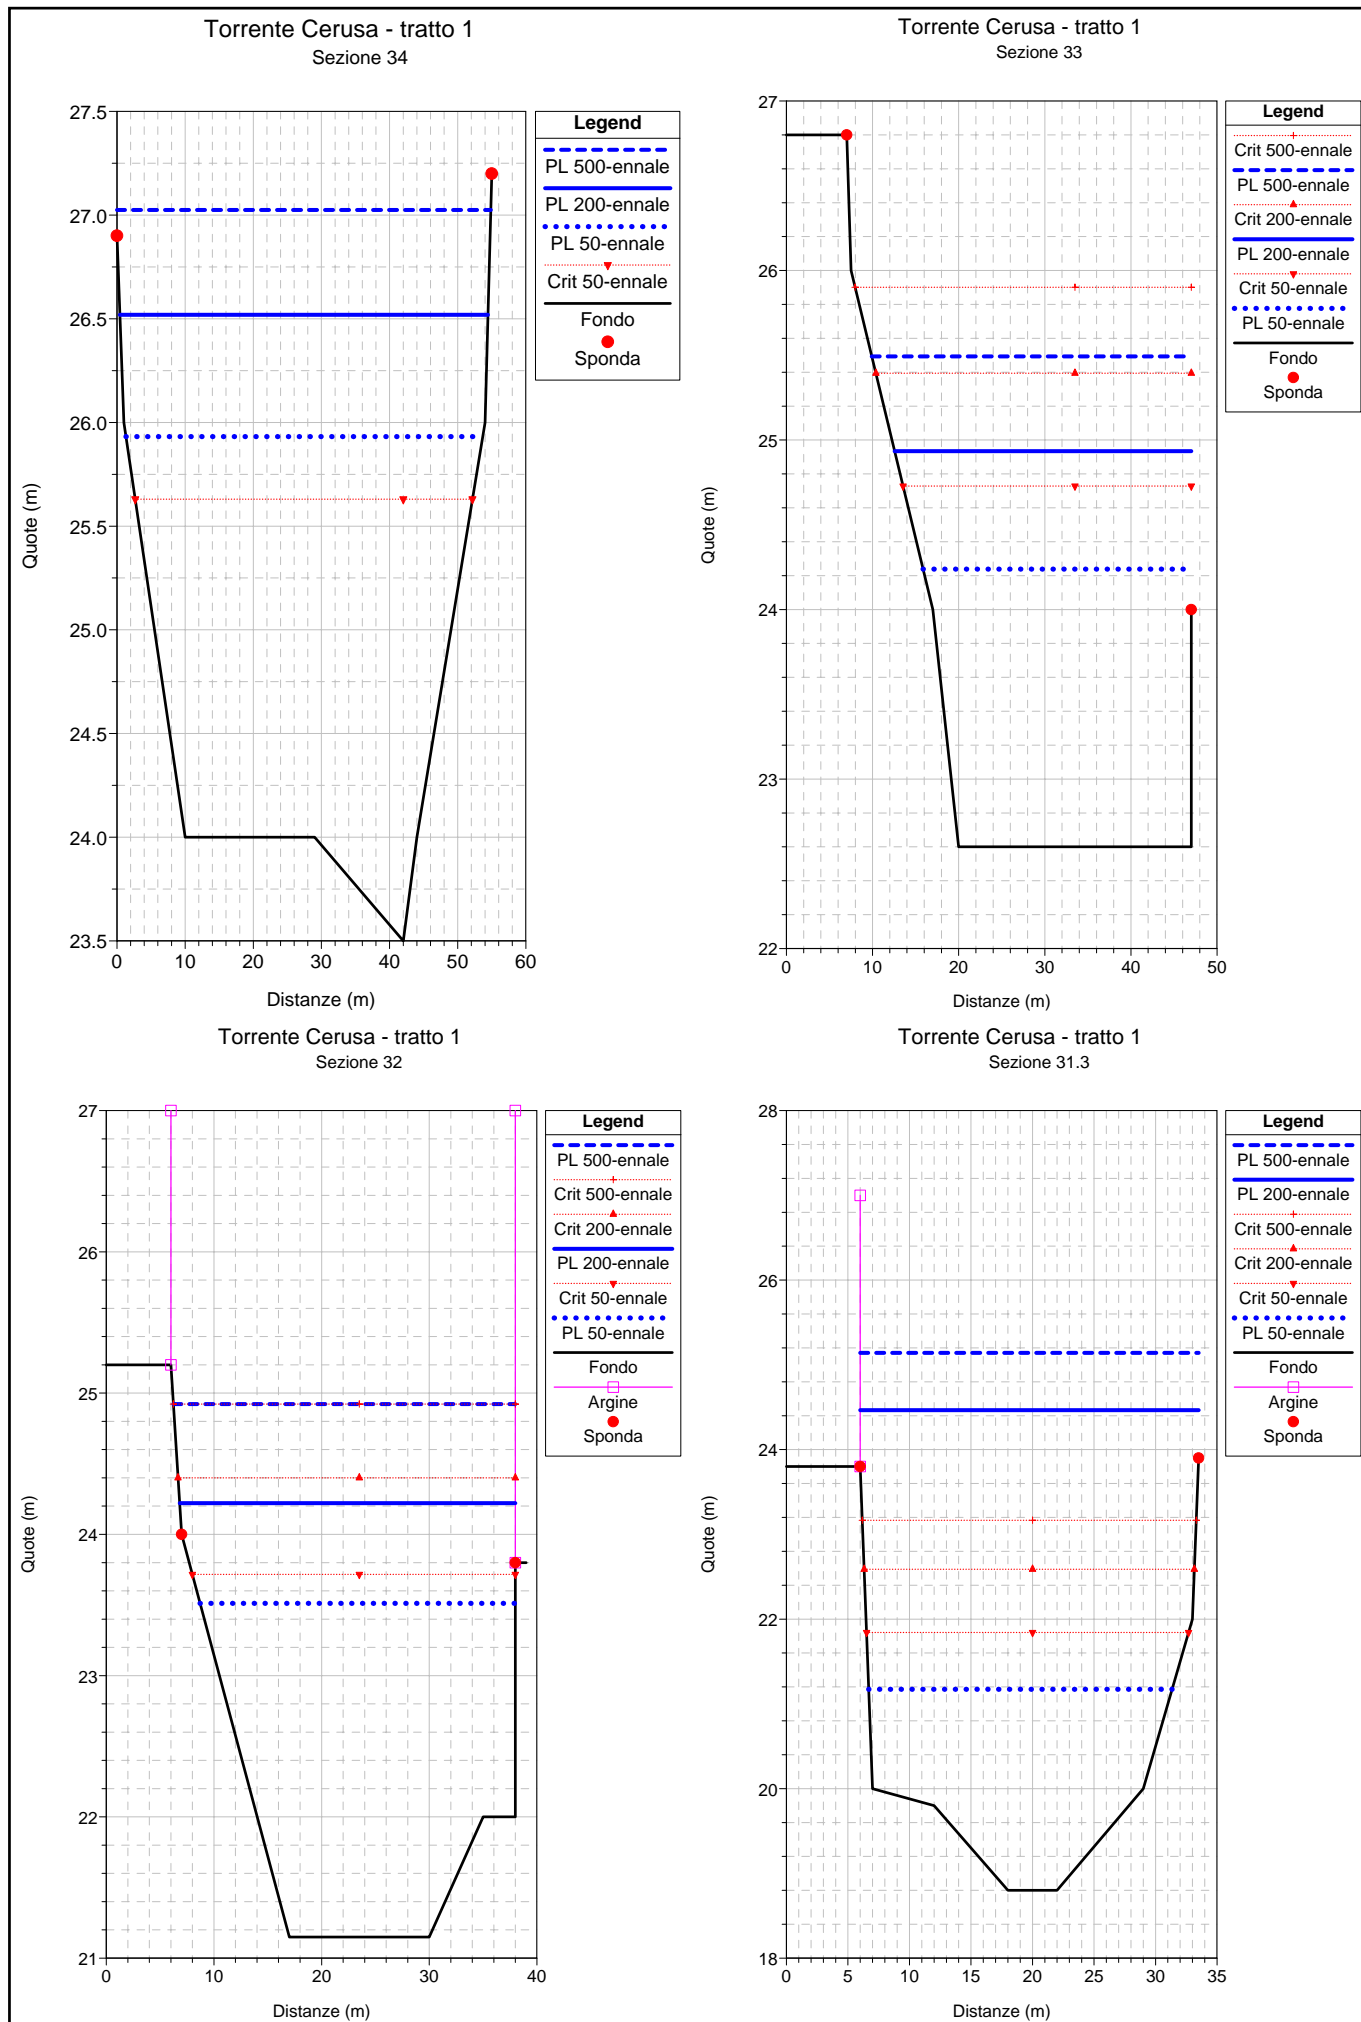 Torrente Cerusa - tratto 1
Sezione 34
27.5
27.0
26.5
26.0
25.5
25.0
24.5
24.0
23.5
0
10
20
30
40
50
60
Distanze (m)
Quote (m)
Legend
PL 500-ennale
PL 200-ennale
PL 50-ennale
Crit 50-ennale
Fondo
Sponda
Torrente Cerusa - tratto 1
Sezione 33
27
26
25
24
23
22
0
10
20
30
40
50
Distanze (m)
Quote (m)
Legend
Crit 500-ennale
PL 500-ennale
Crit 200-ennale
PL 200-ennale
Crit 50-ennale
PL 50-ennale
Fondo
Sponda
Torrente Cerusa - tratto 1
Sezione 32
27
26
25
24
23
22
21
0
10
20
30
40
Distanze (m)
Quote (m)
Legend
PL 500-ennale
Crit 500-ennale
Crit 200-ennale
PL 200-ennale
Crit 50-ennale
PL 50-ennale
Fondo
Argine
Sponda
Torrente Cerusa - tratto 1
Sezione 31.3
28
26
24
22
20
18
0
5
10
15
20
25
30
35
Distanze (m)
Quote (m)
Legend
PL 500-ennale
PL 200-ennale
Crit 500-ennale
Crit 200-ennale
Crit 50-ennale
PL 50-ennale
Fondo
Argine
Sponda